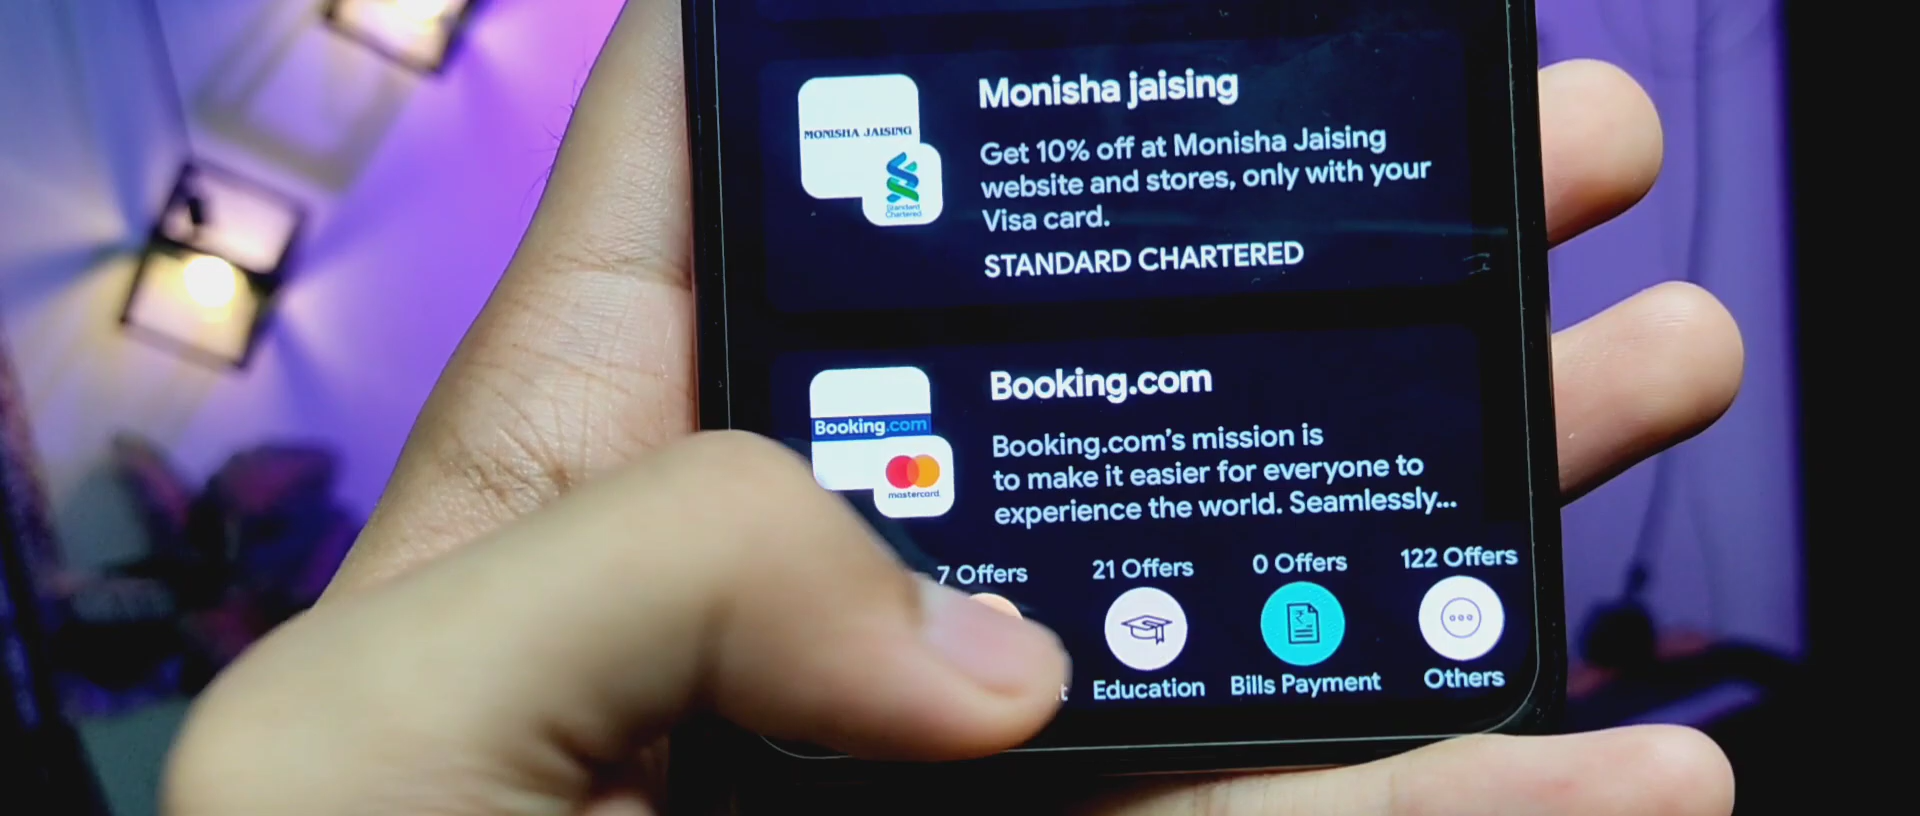 Monisha jaising
MONISHA JAISING
Get 10% off at Monisha Jaising
website and stores, only with your
Visa card.
Standard
Chartered
STANDARD CHARTERED
Booking.com
Booking.com
Booking.com's mission is
to make it easier for everyone to
experience the world. Seamlessly...
mastercard
7 Offers
21 Offers
0 Offers
122 Offers
Education
Bills Payment
Others